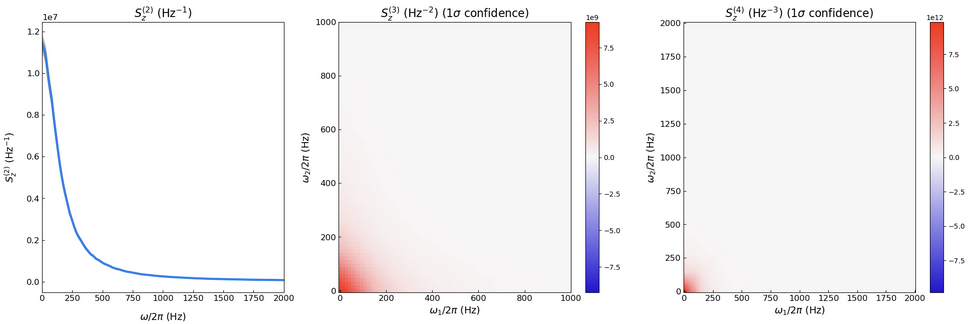 S_z^(2) (Hz⁻¹)
1e7
S_z^(2) (Hz⁻¹)
1.2
1.0
0.8
0.6
0.4
0.2
0.0
0 250 500 750 1000 1250 1500 1750 2000
ω/2π (Hz)
S_z^(3) (Hz⁻²) (1σ confidence)
ω₂/2π (Hz)
1000
800
600
400
200
0
0 200 400 600 800 1000
ω₁/2π (Hz)
1e9
7.5
5.0
2.5
0.0
−2.5
−5.0
−7.5
S_z^(4) (Hz⁻³) (1σ confidence)
ω₂/2π (Hz)
2000
1750
1500
1250
1000
750
500
250
0
0 250 500 750 1000 1250 1500 1750 2000
ω₁/2π (Hz)
1e12
7.5
5.0
2.5
0.0
−2.5
−5.0
−7.5